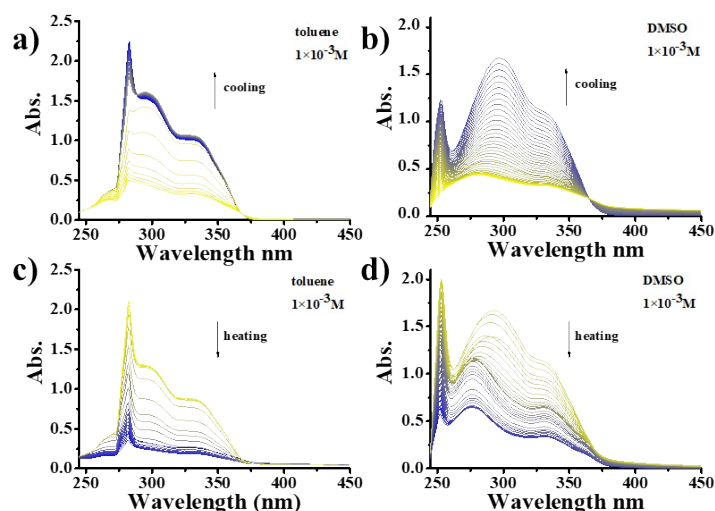 a)
toluene
1×10⁻³M
cooling
Abs.
2.5
2.0
1.5
1.0
0.5
0.0
250 300 350 400 450
Wavelength nm
b)
DMSO
1×10⁻³M
cooling
Abs.
2.0
1.5
1.0
0.5
0.0
250 300 350 400 450
Wavelength nm
c)
toluene
1×10⁻³M
heating
Abs.
2.5
2.0
1.5
1.0
0.5
0.0
250 300 350 400 450
Wavelength (nm)
d)
DMSO
1×10⁻³M
heating
Abs.
2.0
1.5
1.0
0.5
0.0
250 300 350 400 450
Wavelength nm